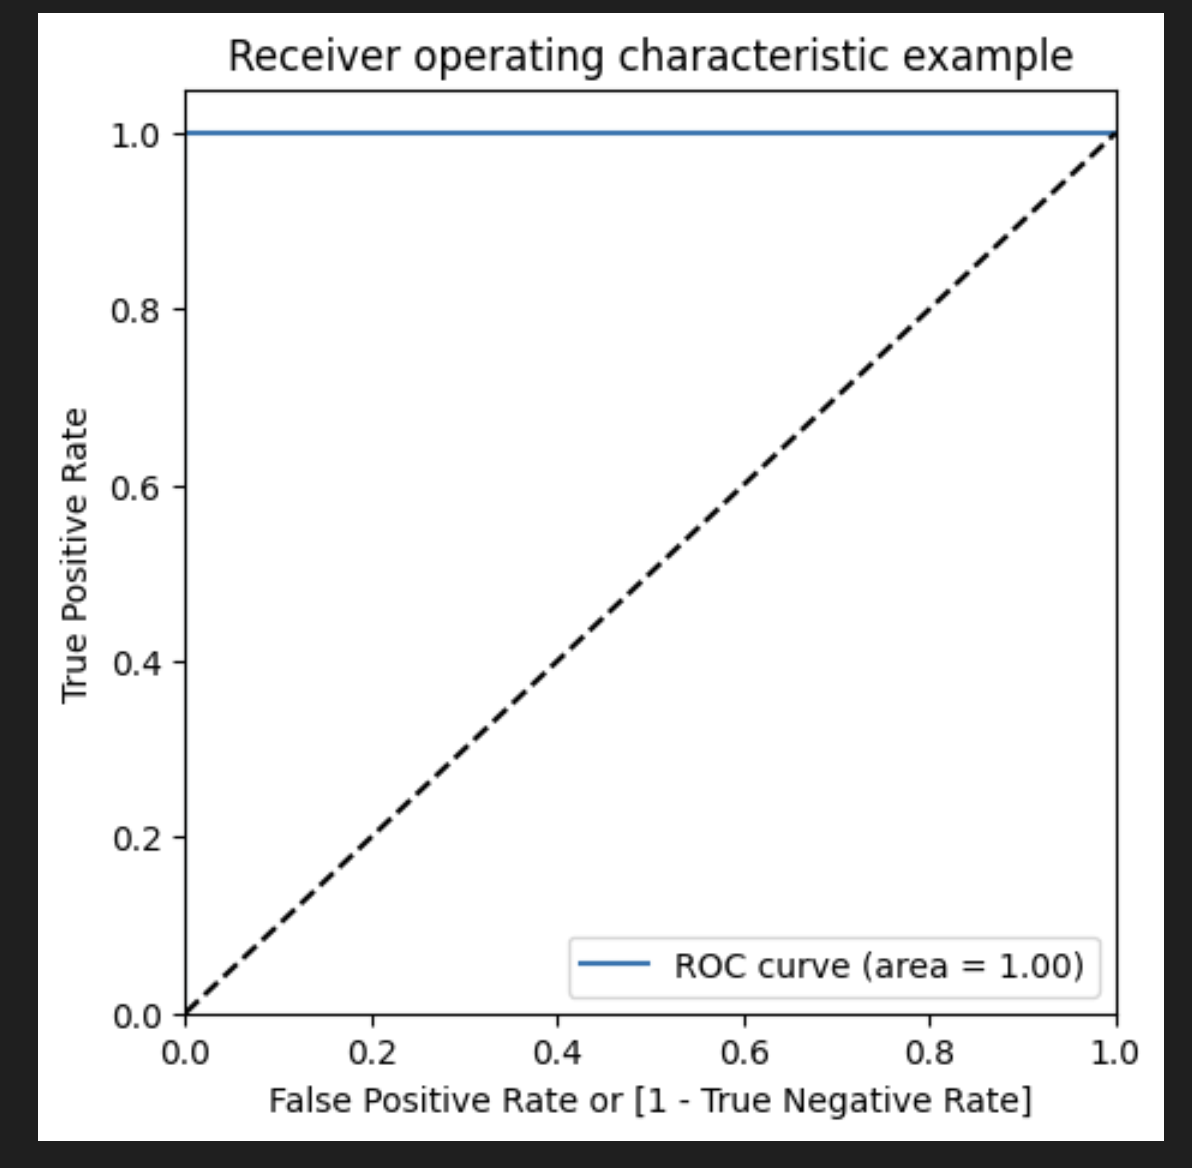 Receiver operating characteristic example
1.0
0.8
0.6
0.4
0.2
0.0
True Positive Rate
ROC curve (area = 1.00)
0.0 0.2 0.4 0.6 0.8 1.0
False Positive Rate or [1 - True Negative Rate]